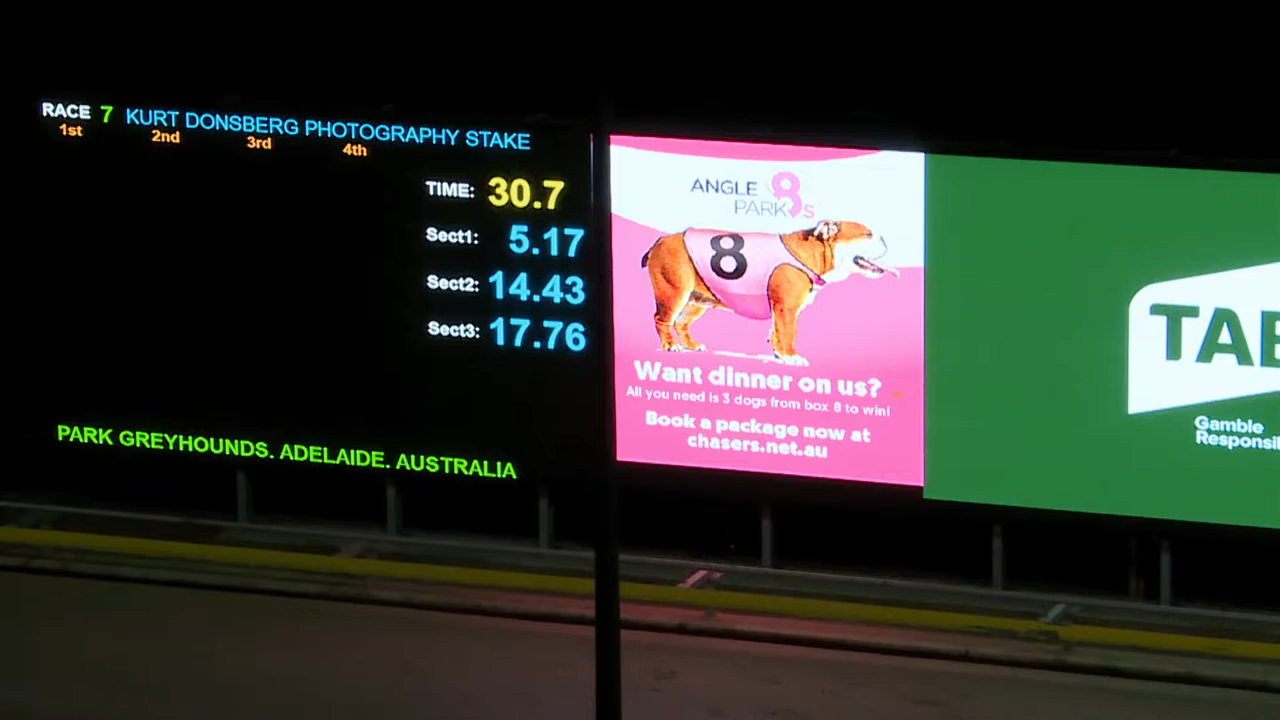 RACE 7 KURT DONSBERG PHOTOGRAPHY STAKE
1st 2nd 3rd 4th
TIME: 30.7
Sect1: 5.17
Sect2: 14.43
Sect3: 17.76
PARK GREYHOUNDS. ADELAIDE. AUSTRALIA
ANGLE 8
PARK S
8
Want dinner on us?
All you need is 3 dogs from box 8 to win!
Book a package now at
chasers.net.au
TAB
Gamble
Responsi